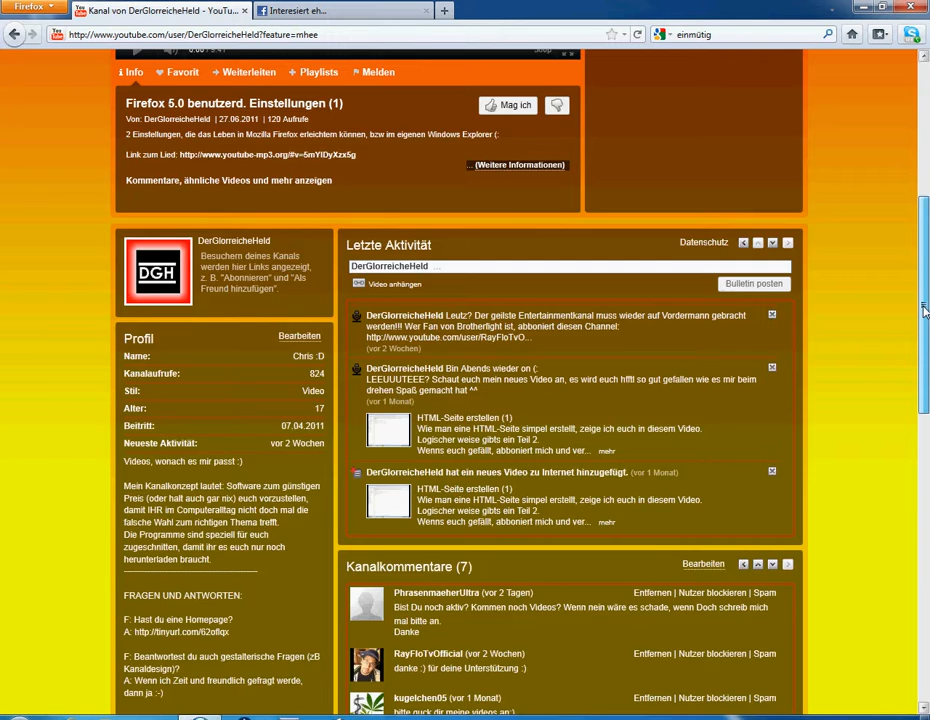 Firefox
Kanal von DerGlorreicheHeld - YouTu...
Interesiert eh...
http://www.youtube.com/user/DerGlorreicheHeld?feature=mhee
einmütig
Info
Favorit
Weiterleiten
Playlists
Melden
Firefox 5.0 benutzerd. Einstellungen (1)
Mag ich
Von: DerGlorreicheHeld | 27.06.2011 | 120 Aufrufe
2 Einstellungen, die das Leben in Mozilla Firefox erleichtern können, bzw im eigenen Windows Explorer (:
Link zum Lied: http://www.youtube-mp3.org/#v=5mYIDyXzx5g
... (Weitere Informationen)
Kommentare, ähnliche Videos und mehr anzeigen
DGH
DerGlorreicheHeld
Besuchern deines Kanals
werden hier Links angezeigt,
z. B. "Abonnieren" und "Als
Freund hinzufügen".
Letzte Aktivität
Datenschutz
DerGlorreicheHeld ...
Video anhängen
Bulletin posten
DerGlorreicheHeld Leutz? Der geilste Entertainmentkanal muss wieder auf Vordermann gebracht
werden!!! Wer Fan von Brotherfight ist, abboniert diesen Channel:
http://www.youtube.com/user/RayFloTvO...
(vor 2 Wochen)
DerGlorreicheHeld Bin Abends wieder on (:
LEEUUUTEEE? Schaut euch mein neues Video an, es wird euch hfftl so gut gefallen wie es mir beim
drehen Spaß gemacht hat ^^
(vor 1 Monat)
HTML-Seite erstellen (1)
Wie man eine HTML-Seite simpel erstellt, zeige ich euch in diesem Video.
Logischer weise gibts ein Teil 2.
Wenns euch gefällt, abboniert mich und ver... mehr
DerGlorreicheHeld hat ein neues Video zu Internet hinzugefügt. (vor 1 Monat)
HTML-Seite erstellen (1)
Wie man eine HTML-Seite simpel erstellt, zeige ich euch in diesem Video.
Logischer weise gibts ein Teil 2.
Wenns euch gefällt, abboniert mich und ver... mehr
Profil
Bearbeiten
Name: Chris :D
Kanalaufrufe: 824
Stil: Video
Alter: 17
Beitritt: 07.04.2011
Neueste Aktivität: vor 2 Wochen
Videos, wonach es mir passt :)
Mein Kanalkonzept lautet: Software zum günstigen
Preis (oder halt auch gar nix) euch vorzustellen,
damit IHR im Computeralltag nicht doch mal die
falsche Wahl zum richtigen Thema trefft.
Die Programme sind speziell für euch
zugeschnitten, damit ihr es euch nur noch
herunterladen braucht.
FRAGEN UND ANTWORTEN:
F: Hast du eine Homepage?
A: http://tinyurl.com/62oflqx
F: Beantwortest du auch gestalterische Fragen (zB
Kanaldesign)?
A: Wenn ich Zeit und freundlich gefragt werde,
dann ja :-)
Kanalkommentare (7)
Bearbeiten
PhrasenmaeherUltra (vor 2 Tagen)
Entfernen | Nutzer blockieren | Spam
Bist Du noch aktiv? Kommen noch Videos? Wenn nein wäre es schade, wenn Doch schreib mich
mal bitte an.
Danke
RayFloTvOfficial (vor 2 Wochen)
Entfernen | Nutzer blockieren | Spam
danke :) für deine Unterstützung :)
kugelchen05 (vor 1 Monat)
Entfernen | Nutzer blockieren | Spam
bitte guck dir meine videos an:)